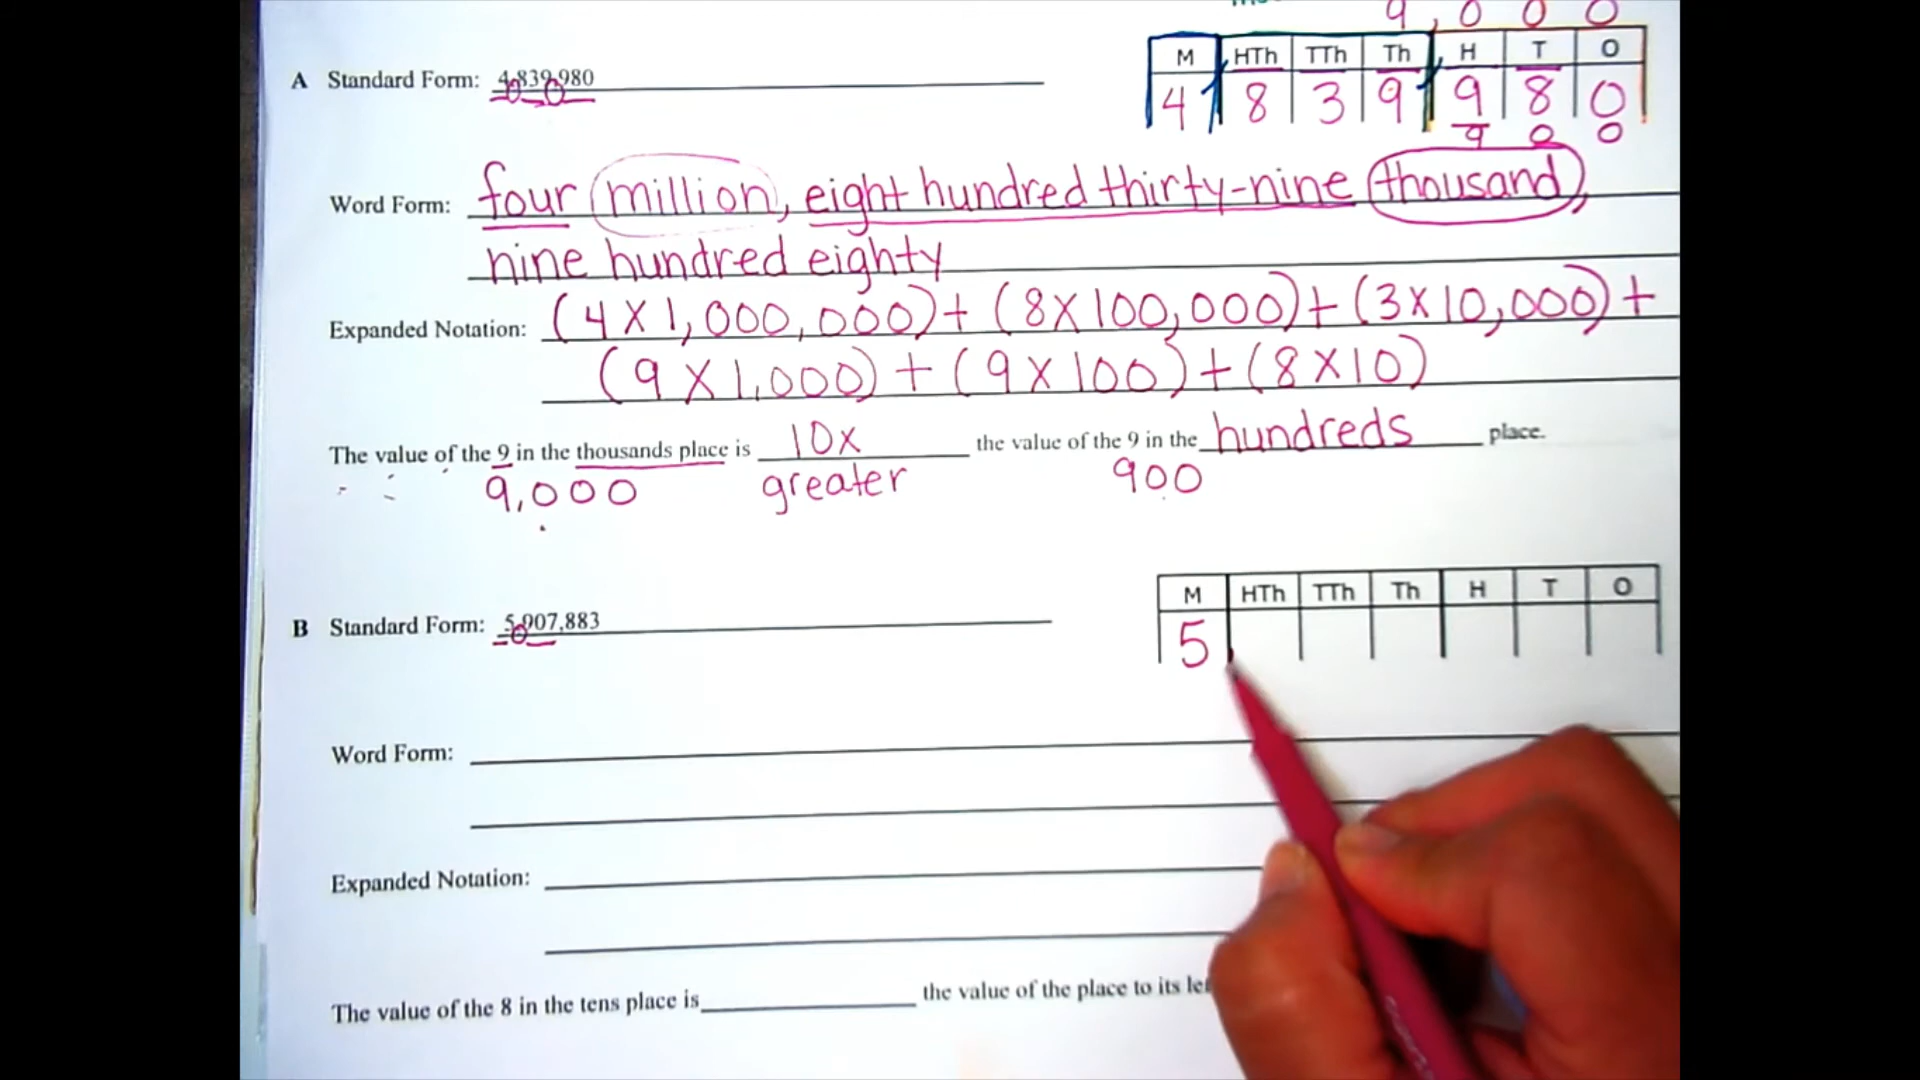 9,000
M HTh TTh Th H T O
A Standard Form: 4,839,980
4 , 8 3 9 , 9 8 0
9 0 0
Word Form: four million, eight hundred thirty-nine thousand,
nine hundred eighty
Expanded Notation: (4 X 1,000,000) + (8 X 100,000) + (3 X 10,000) +
(9 X 1,000) + (9 X 100) + (8 X 10)
The value of the 9 in the thousands place is 10x the value of the 9 in the hundreds place.
9,000 greater 900
M HTh TTh Th H T O
B Standard Form: 5,907,883
5
Word Form:
Expanded Notation:
The value of the 8 in the tens place is the value of the place to its